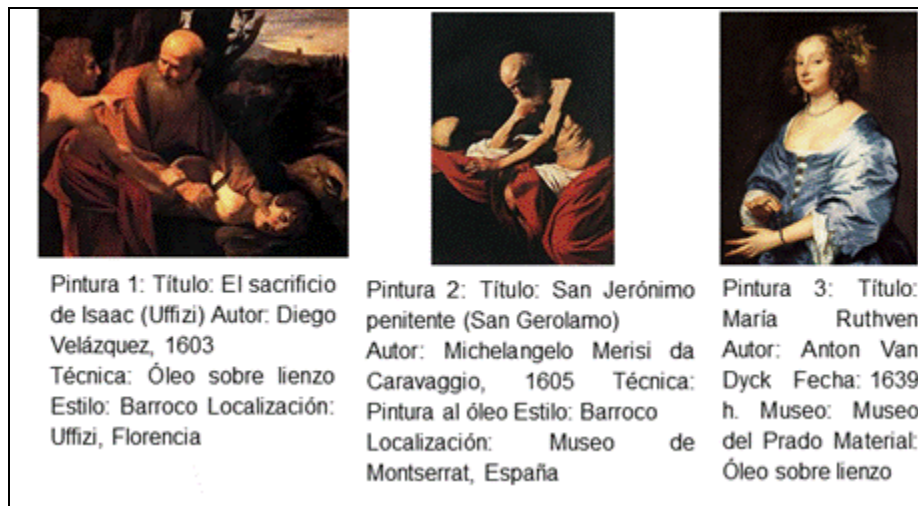 Pintura 1: Título: El sacrificio
de Isaac (Uffizi) Autor: Diego
Velázquez, 1603
Técnica: Óleo sobre lienzo
Estilo: Barroco Localización:
Uffizi, Florencia
Pintura 2: Título: San Jerónimo
penitente (San Gerolamo)
Autor: Michelangelo Merisi da
Caravaggio, 1605 Técnica:
Pintura al óleo Estilo: Barroco
Localización: Museo de
Montserrat, España
Pintura 3: Título:
María Ruthven
Autor: Anton Van
Dyck Fecha: 1639
h. Museo: Museo
del Prado Material:
Óleo sobre lienzo